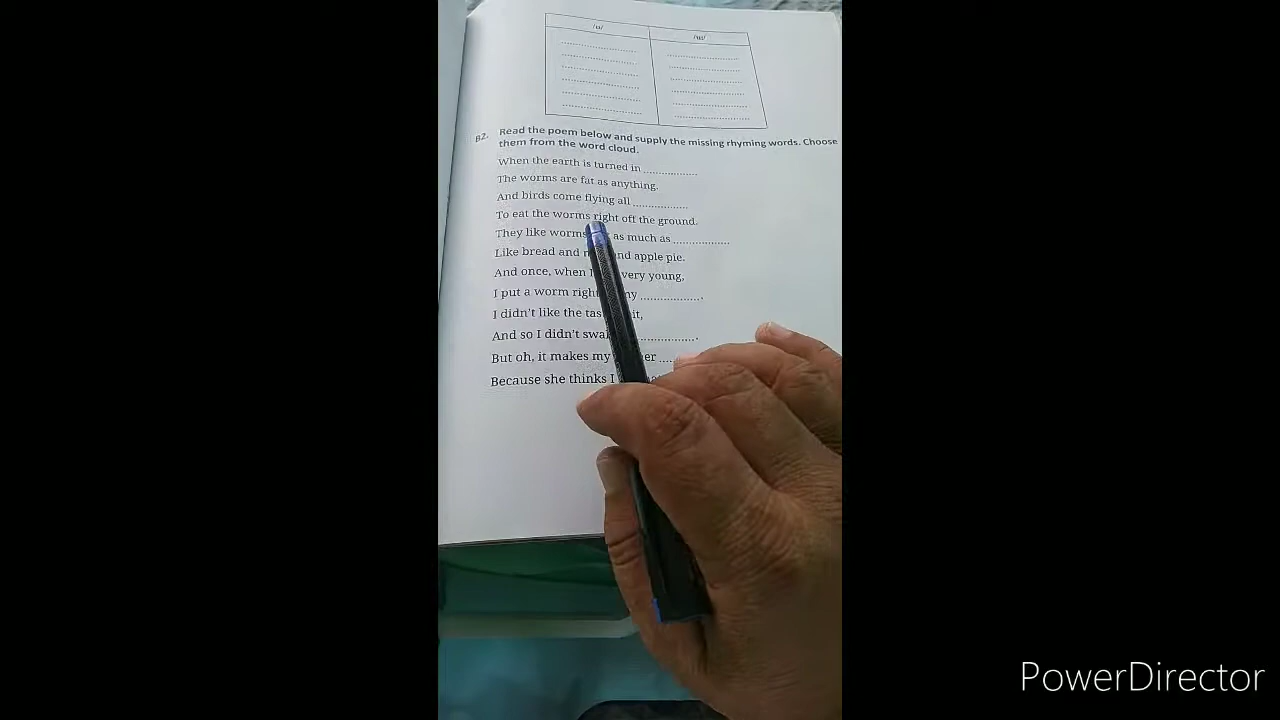 /u/ /uː/
B2. Read the poem below and supply the missing rhyming words. Choose
them from the word cloud.
When the earth is turned in ..................
The worms are fat as anything.
And birds come flying all ..................
To eat the worms right off the ground.
They like worms as much as ..................
Like bread and and apple pie.
And once, when I very young,
I put a worm right my ...................
I didn't like the it,
And so I didn't ...................
But oh, it makes my
Because she thinks I
PowerDirector